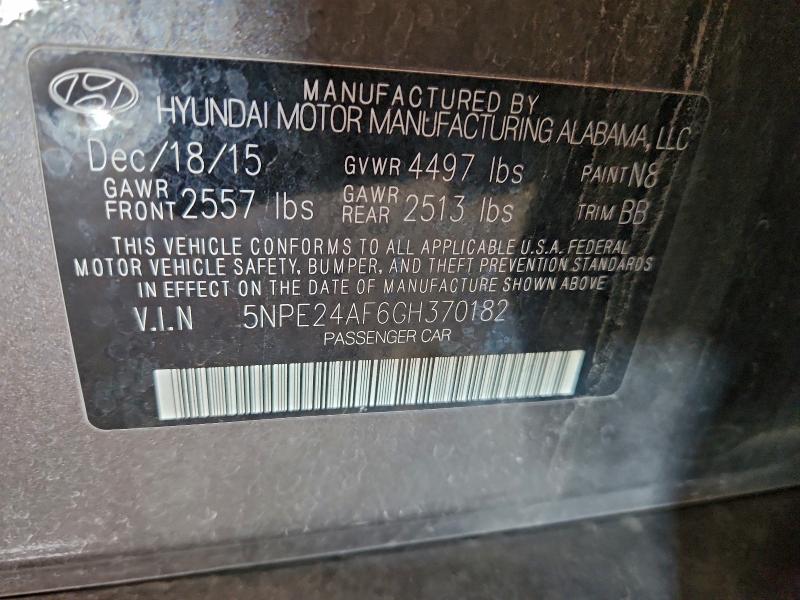 MANUFACTURED BY
HYUNDAI MOTOR MANUFACTURING ALABAMA, LLC
Dec/18/15 GVWR 4497 lbs PAINT N8
GAWR FRONT 2557 lbs GAWR REAR 2513 lbs TRIM BB
THIS VEHICLE CONFORMS TO ALL APPLICABLE U.S.A. FEDERAL
MOTOR VEHICLE SAFETY, BUMPER, AND THEFT PREVENTION STANDARDS
IN EFFECT ON THE DATE OF MANUFACTURE SHOWN ABOVE
V.I.N 5NPE24AF6GH370182
PASSENGER CAR